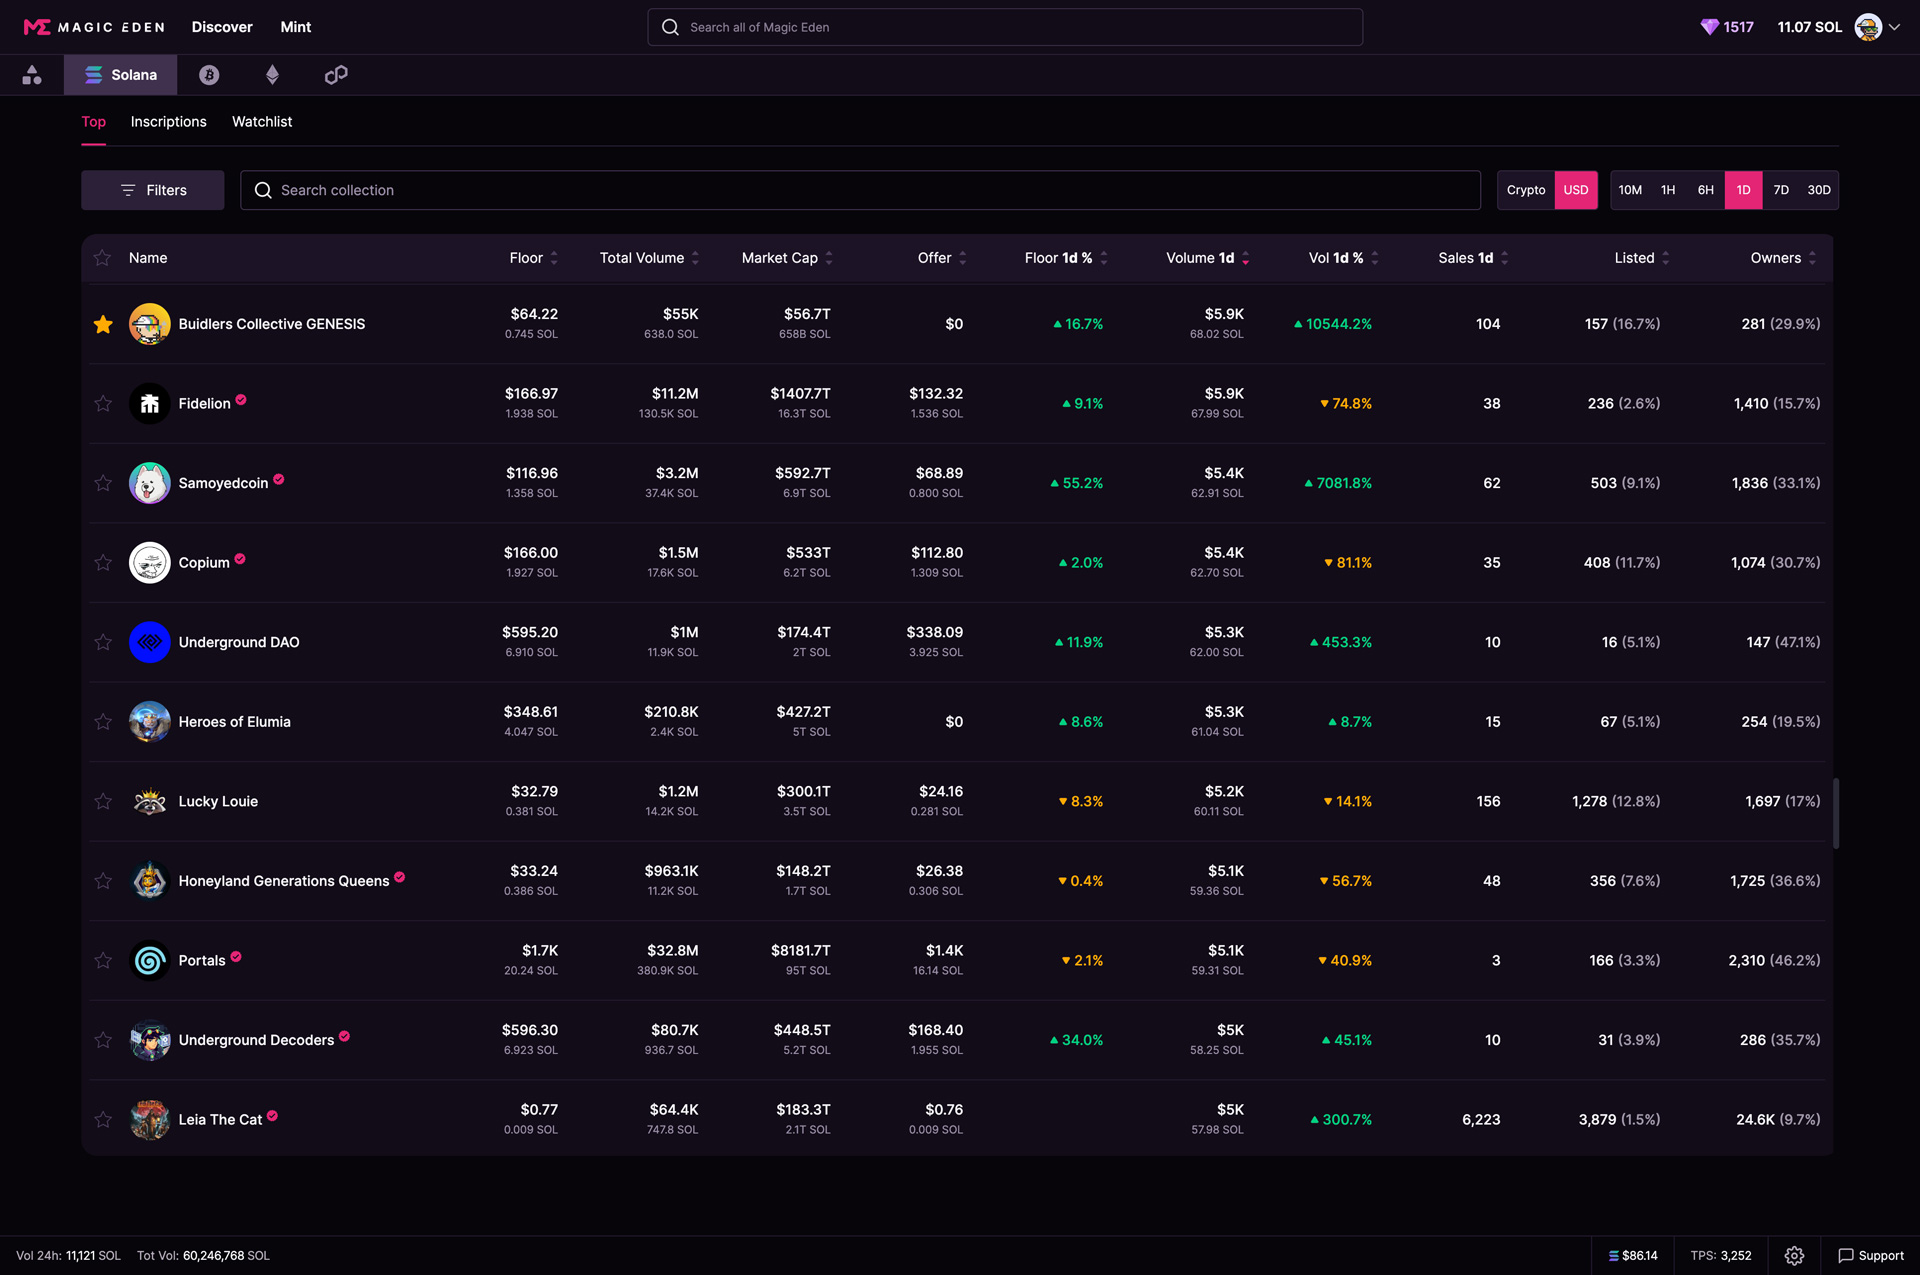 MAGIC EDEN Discover Mint Search all of Magic Eden 1517 11.07 SOL
Solana
Top Inscriptions Watchlist
Filters Search collection Crypto USD 10M 1H 6H 1D 7D 30D
Name Floor Total Volume Market Cap Offer Floor 1d % Volume 1d Vol 1d % Sales 1d Listed Owners
Buidlers Collective GENESIS $64.22 $55K $56.7T $0 16.7% $5.9K 10544.2% 104 157 (16.7%) 281 (29.9%)
0.745 SOL 638.0 SOL 658B SOL 68.02 SOL
Fidelion $166.97 $11.2M $1407.7T $132.32 9.1% $5.9K 74.8% 38 236 (2.6%) 1,410 (15.7%)
1.938 SOL 130.5K SOL 16.3T SOL 1.536 SOL 67.99 SOL
Samoyedcoin $116.96 $3.2M $592.7T $68.89 55.2% $5.4K 7081.8% 62 503 (9.1%) 1,836 (33.1%)
1.358 SOL 37.4K SOL 6.9T SOL 0.800 SOL 62.91 SOL
Copium $166.00 $1.5M $533T $112.80 2.0% $5.4K 81.1% 35 408 (11.7%) 1,074 (30.7%)
1.927 SOL 17.6K SOL 6.2T SOL 1.309 SOL 62.70 SOL
Underground DAO $595.20 $1M $174.4T $338.09 11.9% $5.3K 453.3% 10 16 (5.1%) 147 (47.1%)
6.910 SOL 11.9K SOL 2T SOL 3.925 SOL 62.00 SOL
Heroes of Elumia $348.61 $210.8K $427.2T $0 8.6% $5.3K 8.7% 15 67 (5.1%) 254 (19.5%)
4.047 SOL 2.4K SOL 5T SOL 61.04 SOL
Lucky Louie $32.79 $1.2M $300.1T $24.16 8.3% $5.2K 14.1% 156 1,278 (12.8%) 1,697 (17%)
0.381 SOL 14.2K SOL 3.5T SOL 0.281 SOL 60.11 SOL
Honeyland Generations Queens $33.24 $963.1K $148.2T $26.38 0.4% $5.1K 56.7% 48 356 (7.6%) 1,725 (36.6%)
0.386 SOL 11.2K SOL 1.7T SOL 0.306 SOL 59.36 SOL
Portals $1.7K $32.8M $8181.7T $1.4K 2.1% $5.1K 40.9% 3 166 (3.3%) 2,310 (46.2%)
20.24 SOL 380.9K SOL 95T SOL 16.14 SOL 59.31 SOL
Underground Decoders $596.30 $80.7K $448.5T $168.40 34.0% $5K 45.1% 10 31 (3.9%) 286 (35.7%)
6.923 SOL 936.7 SOL 5.2T SOL 1.955 SOL 58.25 SOL
Leia The Cat $0.77 $64.4K $183.3T $0.76 $5K 300.7% 6,223 3,879 (1.5%) 24.6K (9.7%)
0.009 SOL 747.8 SOL 2.1T SOL 0.009 SOL 57.98 SOL
Vol 24h: 11,121 SOL Tot Vol: 60,246,768 SOL $86.14 TPS: 3,252 Support